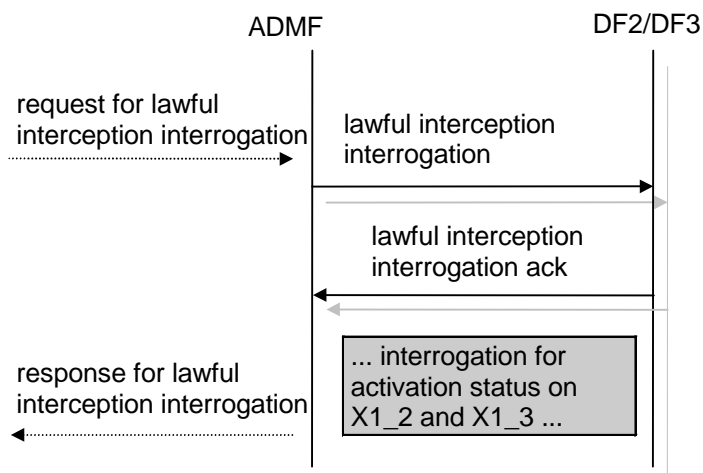 ADMF
DF2/DF3
request for lawful
interception interrogation
lawful interception
interrogation
lawful interception
interrogation ack
... interrogation for
activation status on
X1_2 and X1_3 ...
response for lawful
interception interrogation